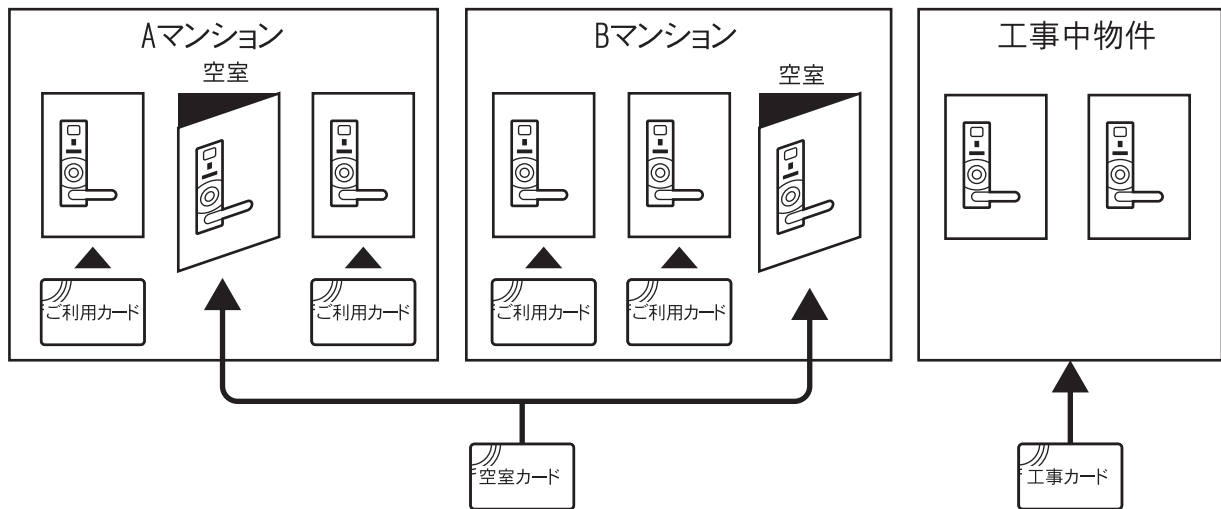 Aマンション
空室
ご利用カード
ご利用カード
Bマンション
空室
ご利用カード
ご利用カード
工事中物件
空室カード
工事カード